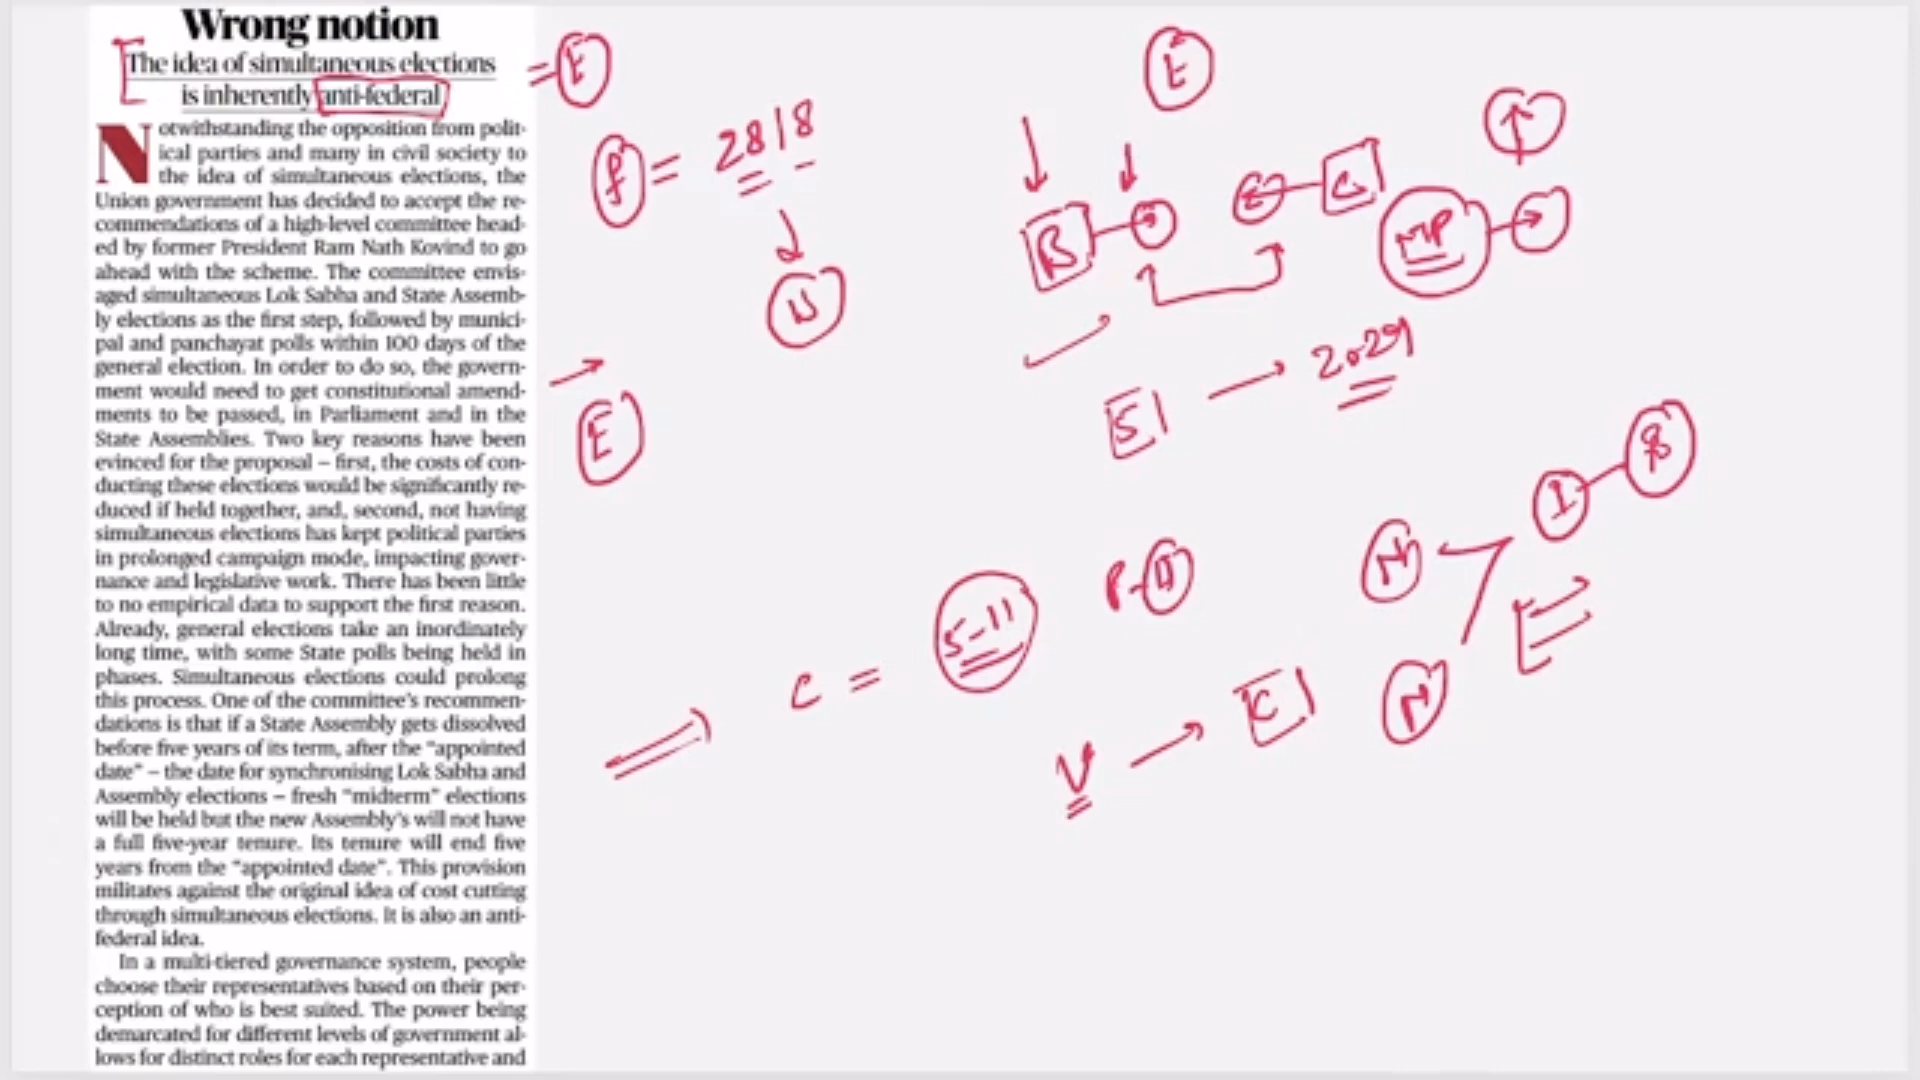 Wrong notion
The idea of simultaneous elections
is inherently anti-federal
Notwithstanding the opposition from polit-
ical parties and many in civil society to
the idea of simultaneous elections, the
Union government has decided to accept the re-
commendations of a high-level committee head-
ed by former President Ram Nath Kovind to go
ahead with the scheme. The committee envis-
aged simultaneous Lok Sabha and State Assemb-
ly elections as the first step, followed by munici-
pal and panchayat polls within 100 days of the
general election. In order to do so, the govern-
ment would need to get constitutional amend-
ments to be passed, in Parliament and in the
State Assemblies. Two key reasons have been
evinced for the proposal – first, the costs of con-
ducting these elections would be significantly re-
duced if held together, and, second, not having
simultaneous elections has kept political parties
in prolonged campaign mode, impacting gover-
nance and legislative work. There has been little
to no empirical data to support the first reason.
Already, general elections take an inordinately
long time, with some State polls being held in
phases. Simultaneous elections could prolong
this process. One of the committee's recommen-
dations is that if a State Assembly gets dissolved
before five years of its term, after the "appointed
date" – the date for synchronising Lok Sabha and
Assembly elections – fresh "midterm" elections
will be held but the new Assembly's will not have
a full five-year tenure. Its tenure will end five
years from the "appointed date". This provision
militates against the original idea of cost cutting
through simultaneous elections. It is also an anti-
federal idea.
In a multi-tiered governance system, people
choose their representatives based on their per-
ception of who is best suited. The power being
demarcated for different levels of government al-
lows for distinct roles for each representative and
= E
E
f = 28 | 8
B
MP
2029
E
S
I
N
C = 5-11
C
V
N